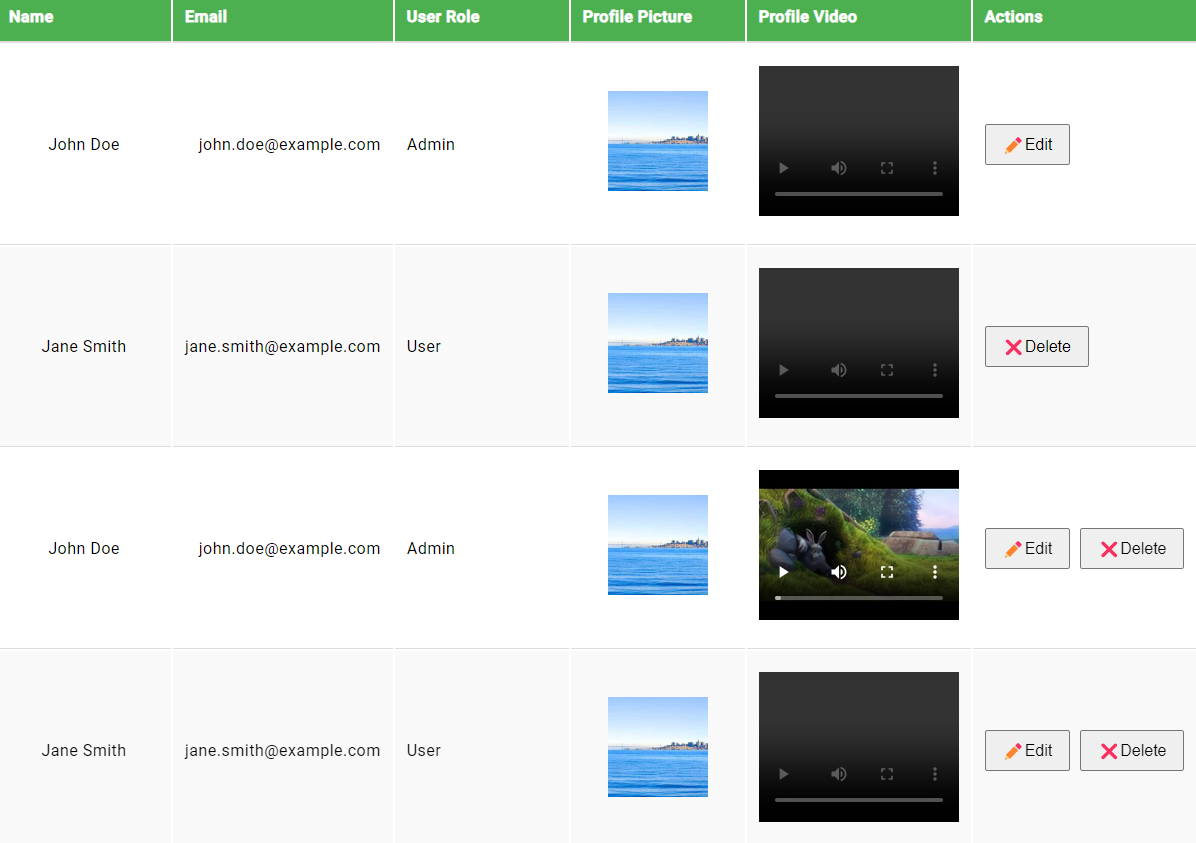 Name Email User Role Profile Picture Profile Video Actions
John Doe john.doe@example.com Admin Edit
Jane Smith jane.smith@example.com User Delete
John Doe john.doe@example.com Admin Edit Delete
Jane Smith jane.smith@example.com User Edit Delete